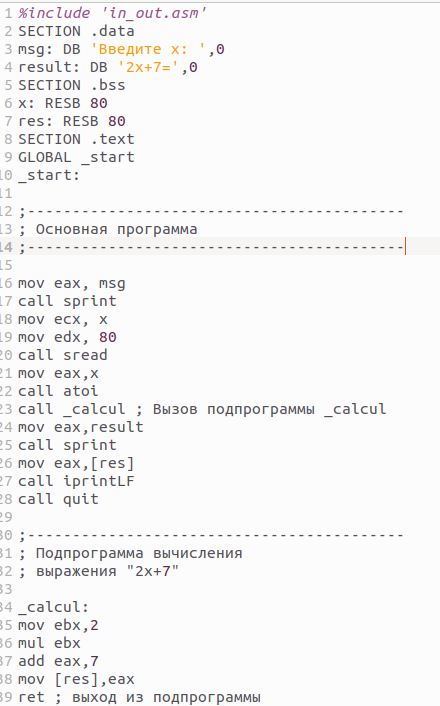 1 %include 'in_out.asm'
2 SECTION .data
3 msg: DB 'Введите x: ',0
4 result: DB '2x+7=',0
5 SECTION .bss
6 x: RESB 80
7 res: RESB 80
8 SECTION .text
9 GLOBAL _start
10 _start:
11
12 ;------------------------------------------
13 ; Основная программа
14 ;------------------------------------------
15
16 mov eax, msg
17 call sprint
18 mov ecx, x
19 mov edx, 80
20 call sread
21 mov eax,x
22 call atoi
23 call _calcul ; Вызов подпрограммы _calcul
24 mov eax,result
25 call sprint
26 mov eax,[res]
27 call iprintLF
28 call quit
29
30 ;------------------------------------------
31 ; Подпрограмма вычисления
32 ; выражения "2x+7"
33
34 _calcul:
35 mov ebx,2
36 mul ebx
37 add eax,7
38 mov [res],eax
39 ret ; выход из подпрограммы